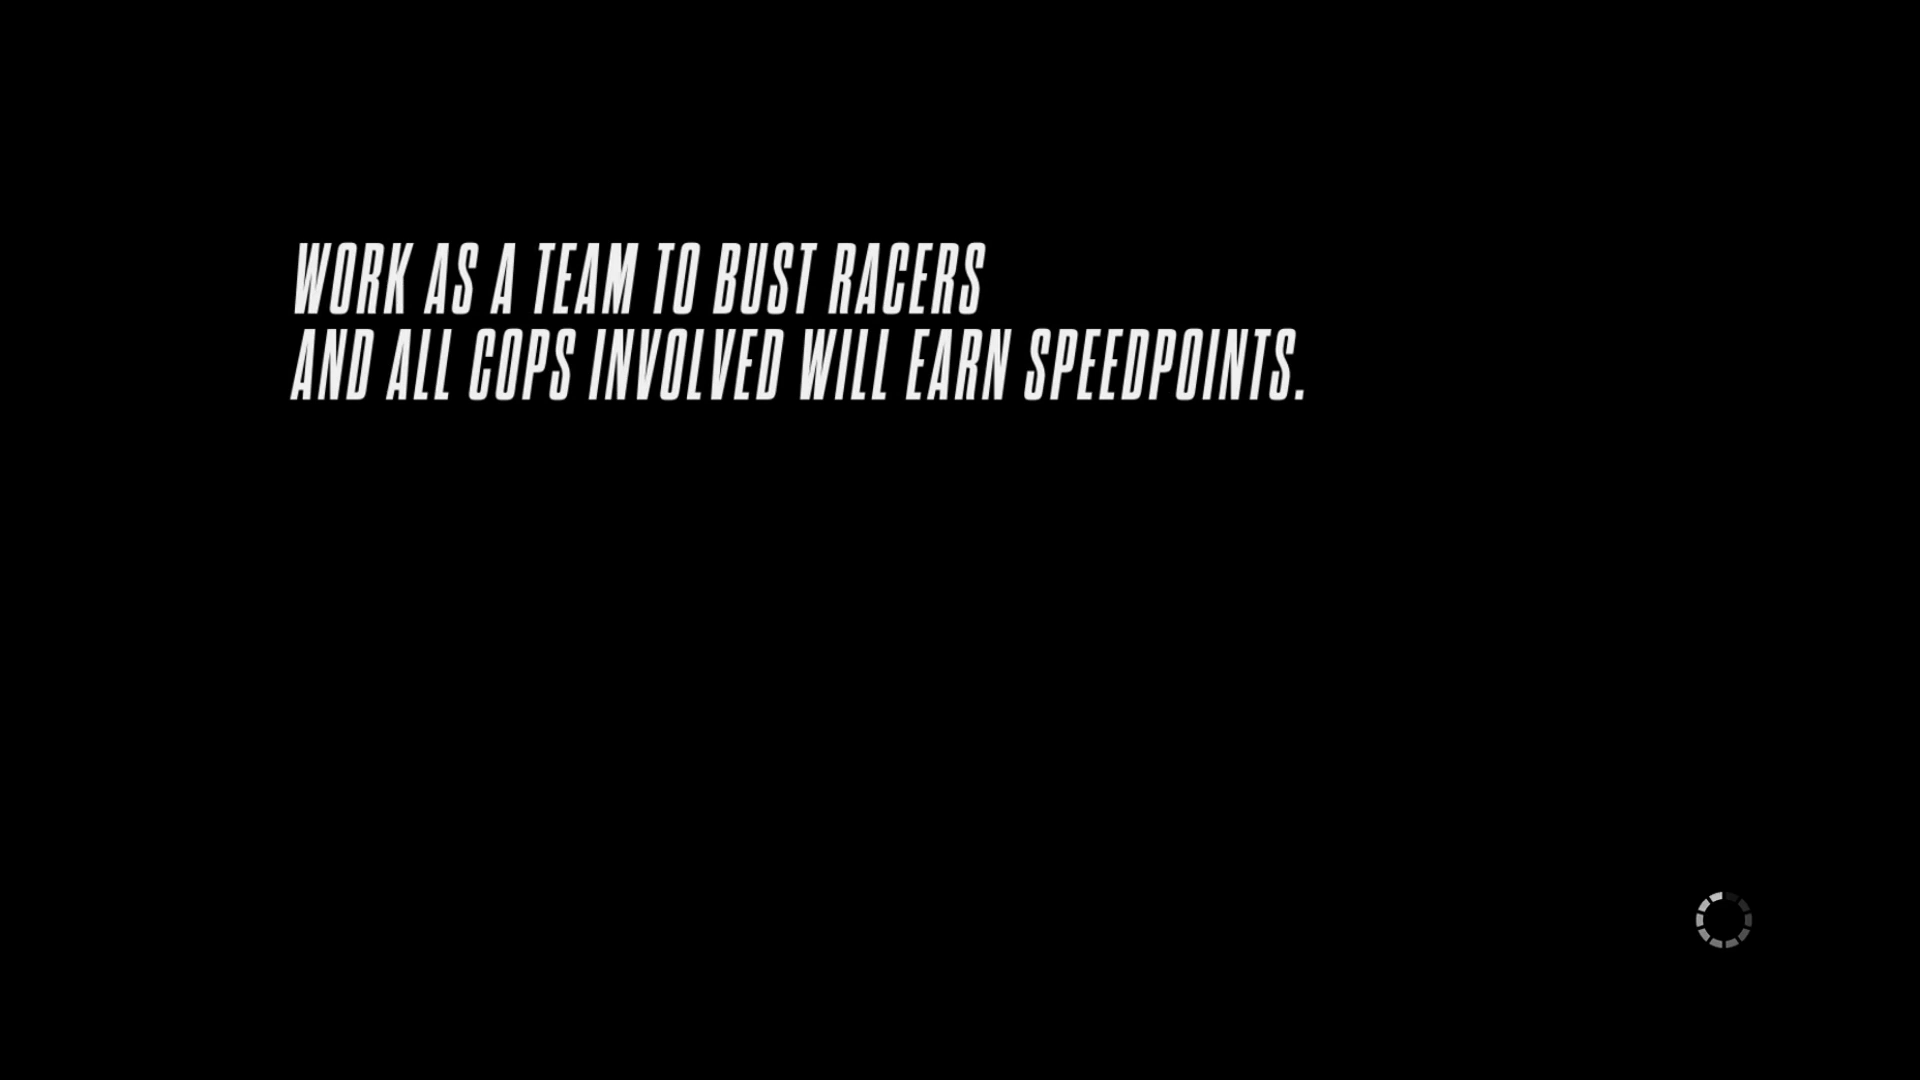 WORK AS A TEAM TO BUST RACERS
AND ALL COPS INVOLVED WILL EARN SPEEDPOINTS.